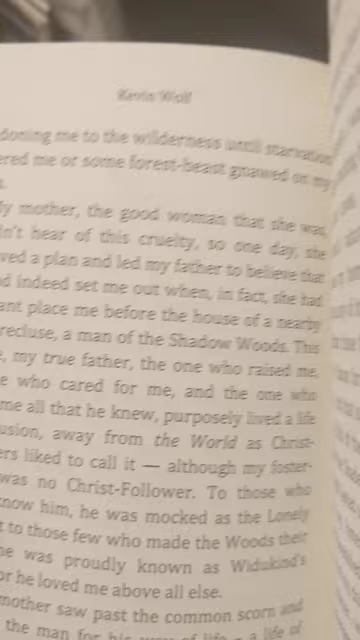 Kevin Wolf
doning me to the wilderness until starvation
ered me or some forest-beast gnawed on my
s.
ly mother, the good woman that she was,
dn't hear of this cruelty, so one day, she
ved a plan and led my father to believe that
d indeed set me out when, in fact, she had
ant place me before the house of a nearby
recluse, a man of the Shadow Woods. This
e, my true father, the one who raised me,
e who cared for me, and the one who
me all that he knew, purposely lived a life
usion, away from the World as Christ-
ers liked to call it — although my foster-
was no Christ-Follower. To those who
now him, he was mocked as the Lonely
t to those few who made the Woods their
he was proudly known as Widukind's
or he loved me above all else.
mother saw past the common scorn and
the man for his way of life – a life of